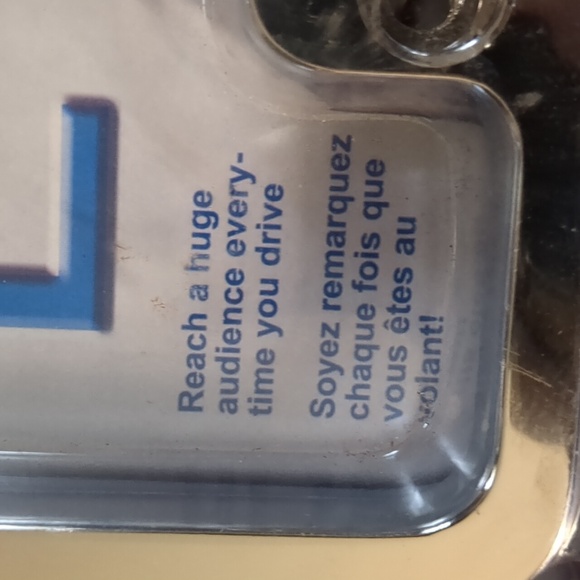 Reach a huge
audience every-
time you drive
Soyez remarquez
chaque fois que
vous êtes au
volant!